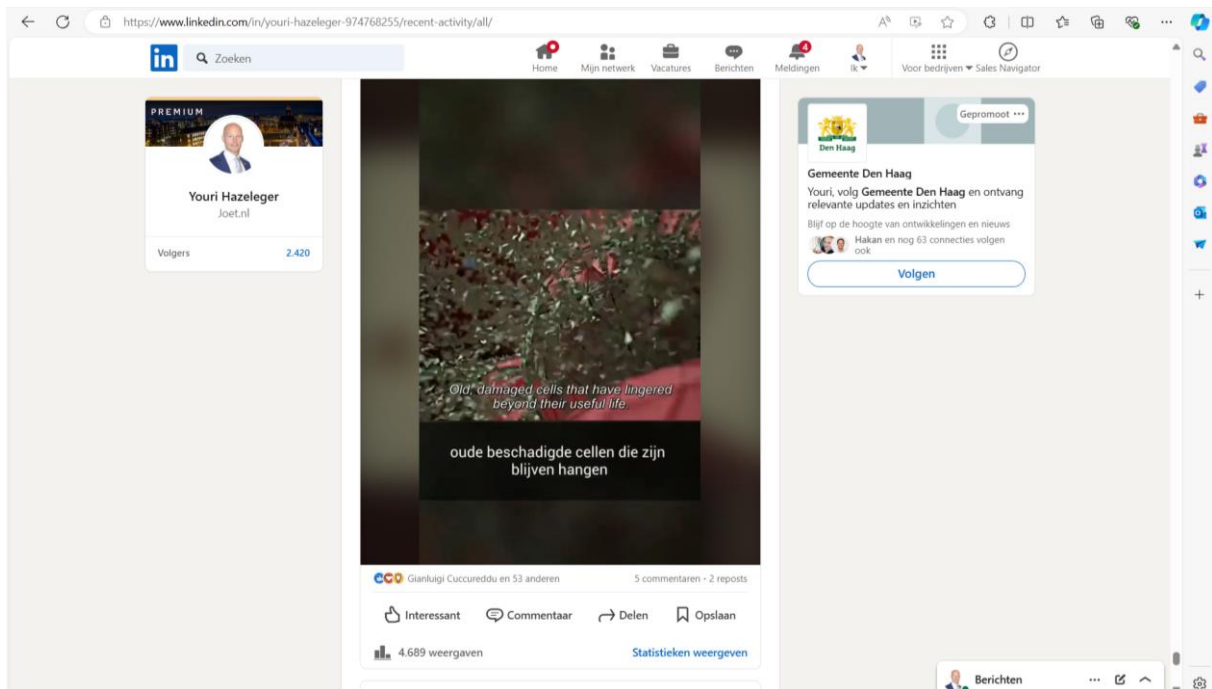 https://www.linkedin.com/in/youri-hazeleger-974768255/recent-activity/all/
in
Zoeken
Home
Mijn netwerk
Vacatures
Berichten
4
Meldingen
Ik
Voor bedrijven
Sales Navigator
PREMIUM
Youri Hazeleger
Joet.nl
Volgers
2.420
Old, damaged cells that have lingered
beyond their useful life.
oude beschadigde cellen die zijn
blijven hangen
Gianluigi Cuccureddu en 53 anderen
5 commentaren • 2 reposts
Interessant
Commentaar
Delen
Opslaan
4.689 weergaven
Statistieken weergeven
Gepromoot
Den Haag
Gemeente Den Haag
Youri, volg Gemeente Den Haag en ontvang
relevante updates en inzichten
Blijf op de hoogte van ontwikkelingen en nieuws
Hakan en nog 63 connecties volgen
ook
Volgen
Berichten